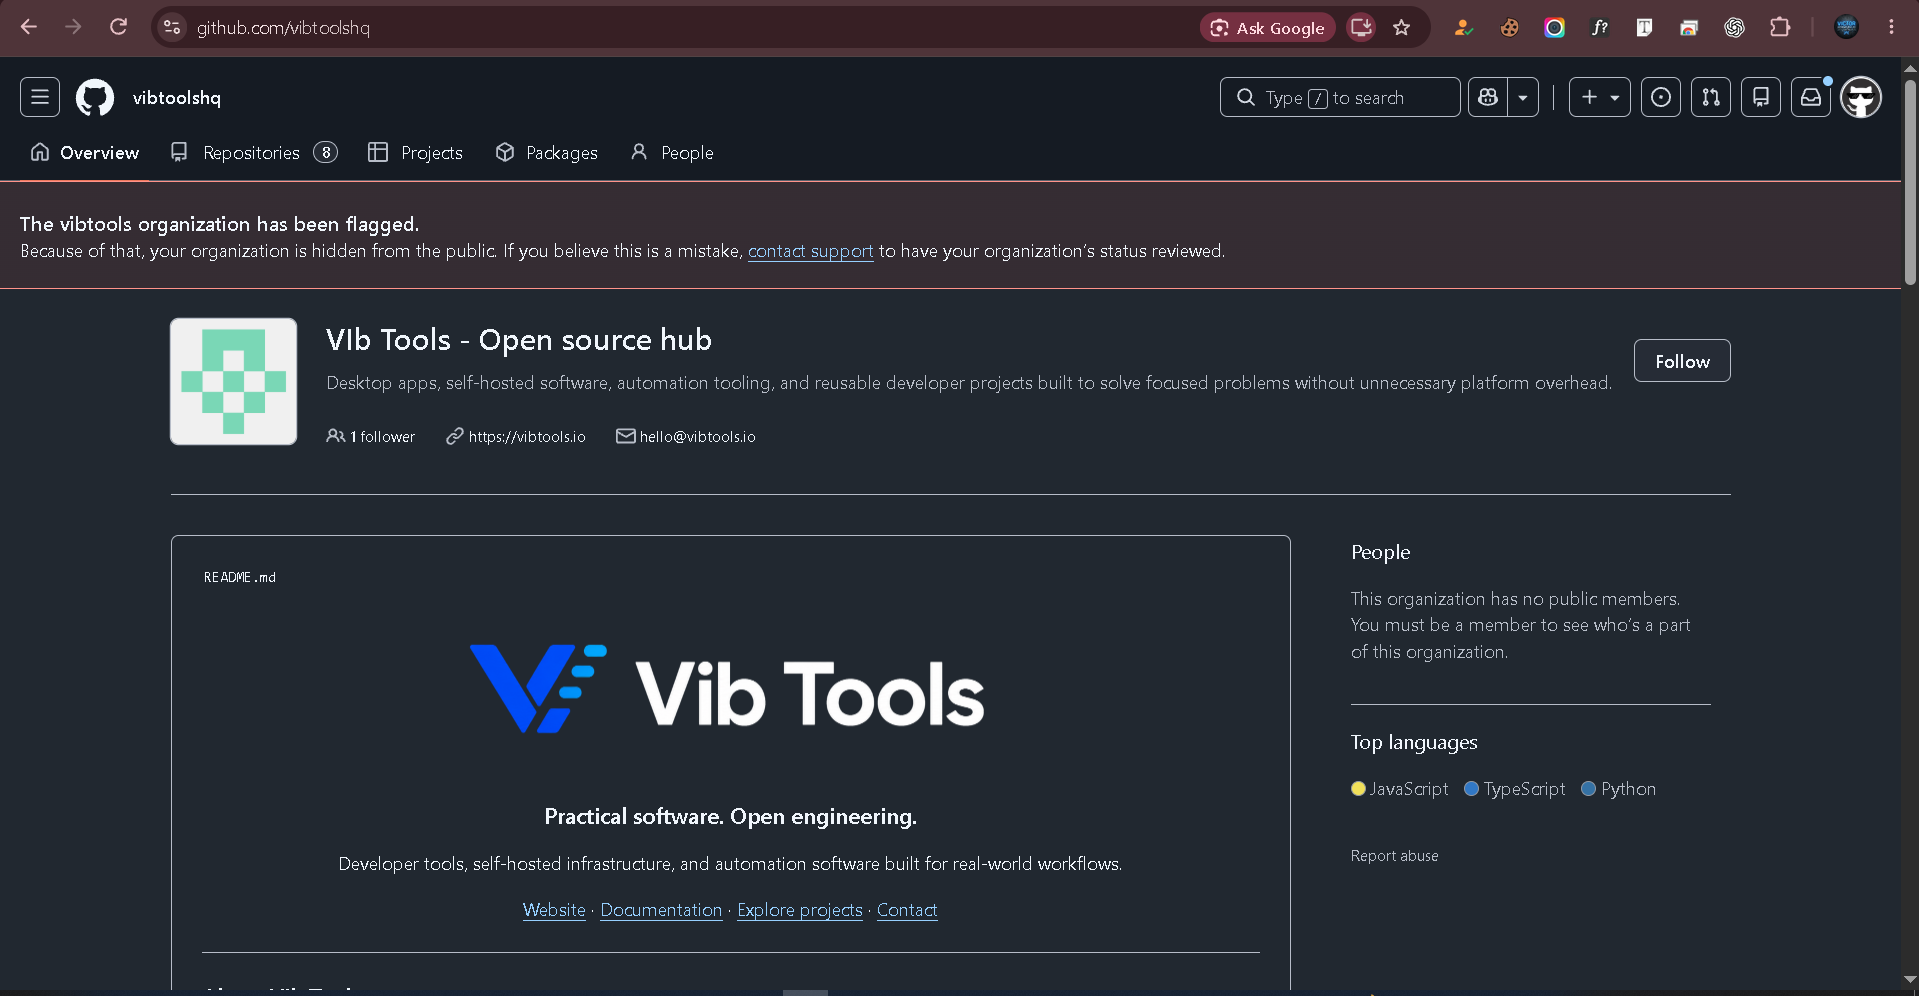 github.com/vibtoolshq
Ask Google
vibtoolshq
Type / to search
Overview
Repositories 8
Projects
Packages
People
The vibtools organization has been flagged.
Because of that, your organization is hidden from the public. If you believe this is a mistake, contact support to have your organization's status reviewed.
VIb Tools - Open source hub
Follow
Desktop apps, self-hosted software, automation tooling, and reusable developer projects built to solve focused problems without unnecessary platform overhead.
1 follower
https://vibtools.io
hello@vibtools.io
README.md
Vib Tools
Practical software. Open engineering.
Developer tools, self-hosted infrastructure, and automation software built for real-world workflows.
Website · Documentation · Explore projects · Contact
People
This organization has no public members.
You must be a member to see who's a part
of this organization.
Top languages
JavaScript
TypeScript
Python
Report abuse